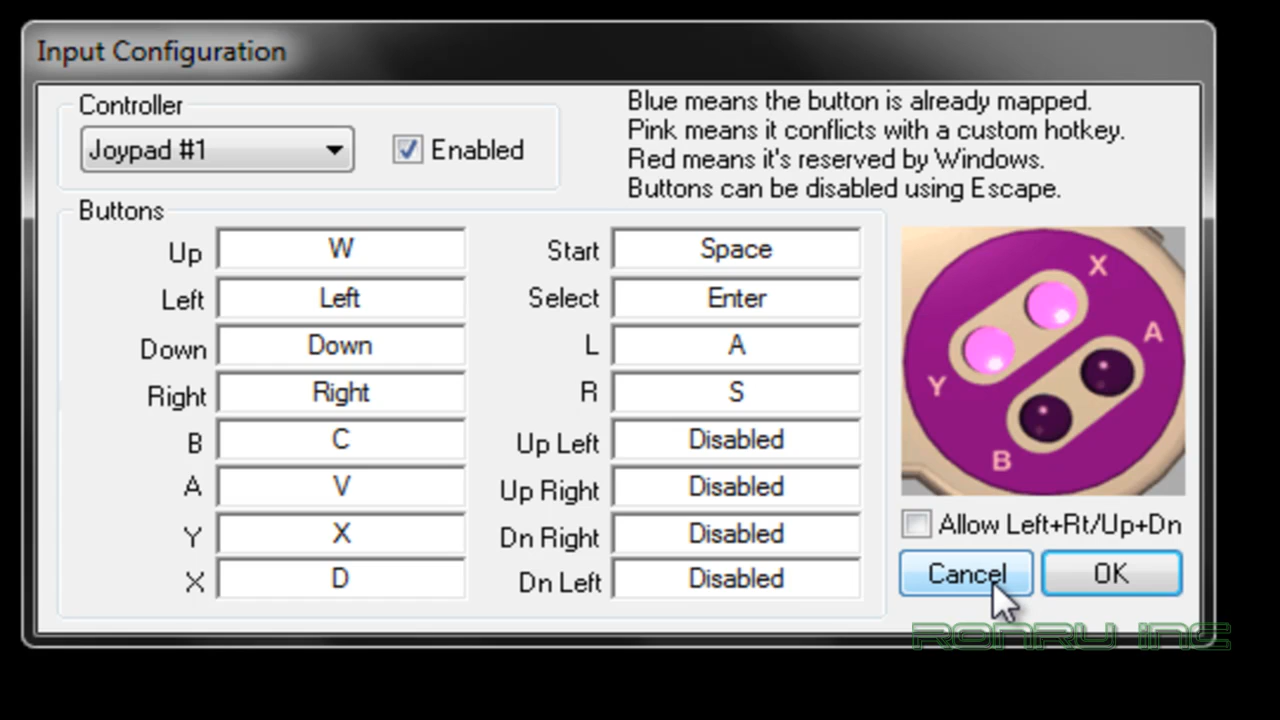 Input Configuration
Controller
Joypad #1
Enabled
Blue means the button is already mapped.
Pink means it conflicts with a custom hotkey.
Red means it's reserved by Windows.
Buttons can be disabled using Escape.
Buttons
Up W Start Space
Left Left Select Enter
Down Down L A
Right Right R S
B C Up Left Disabled
A V Up Right Disabled
Y X Dn Right Disabled
X D Dn Left Disabled
X
A
Y
B
Allow Left+Rt/Up+Dn
Cancel OK
RONRY INC